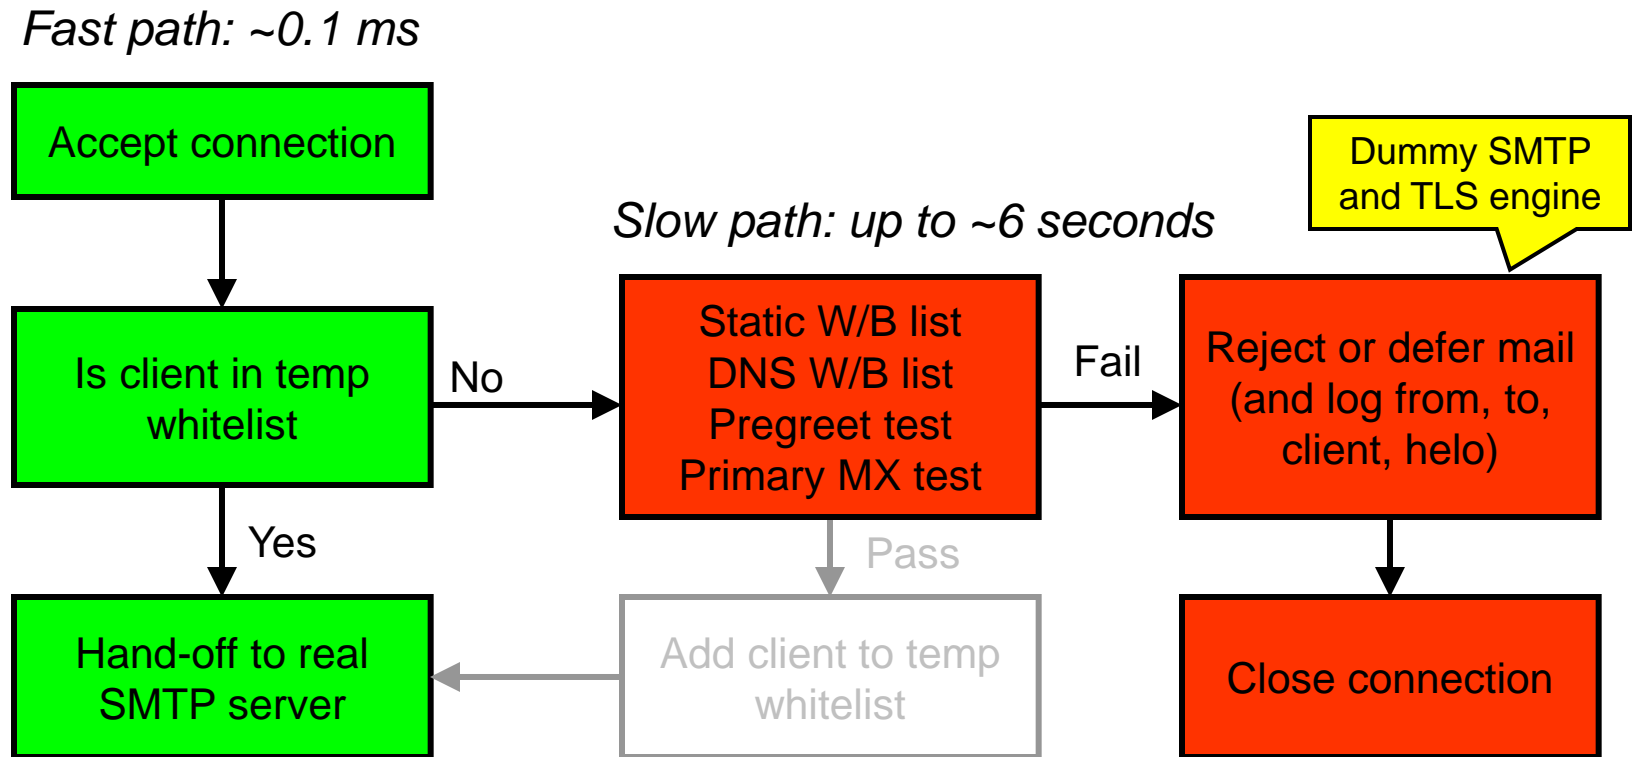 Fast path: ~0.1 ms
Accept connection
Dummy SMTP
and TLS engine
Slow path: up to ~6 seconds
Is client in temp
whitelist
No
Static W/B list
DNS W/B list
Pregreet test
Primary MX test
Fail
Reject or defer mail
(and log from, to,
client, helo)
Yes
Pass
Hand-off to real
SMTP server
Add client to temp
whitelist
Close connection